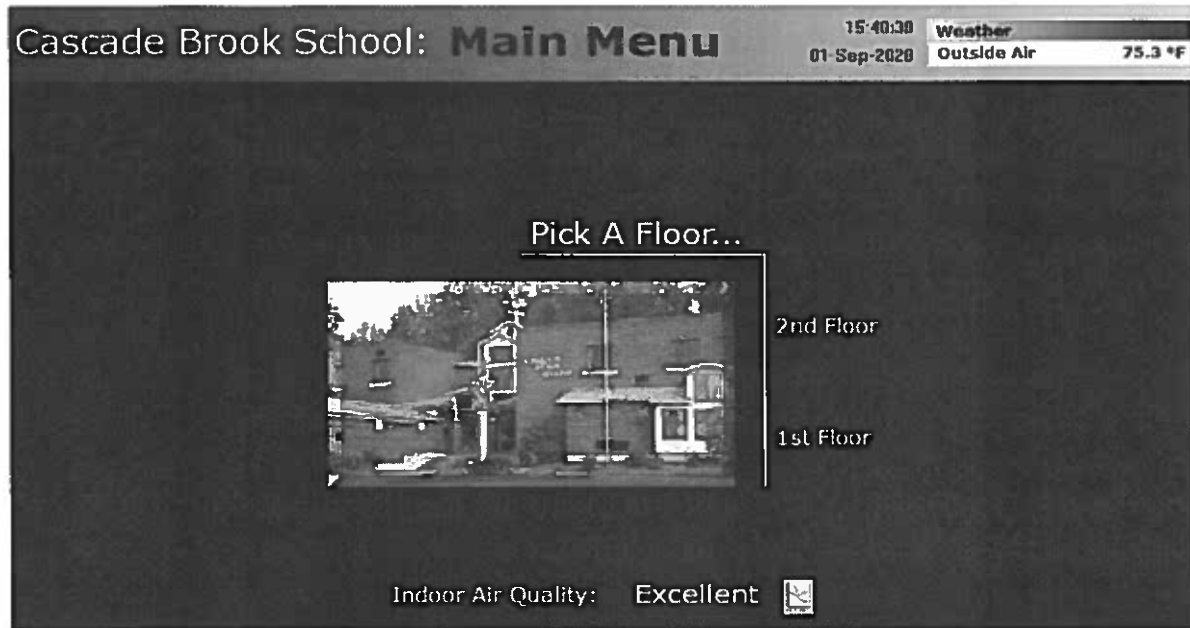 Cascade Brook School: Main Menu
15:40:30
01-Sep-2020
Weather
Outside Air 75.3 °F
Pick A Floor...
2nd Floor
1st Floor
Indoor Air Quality: Excellent